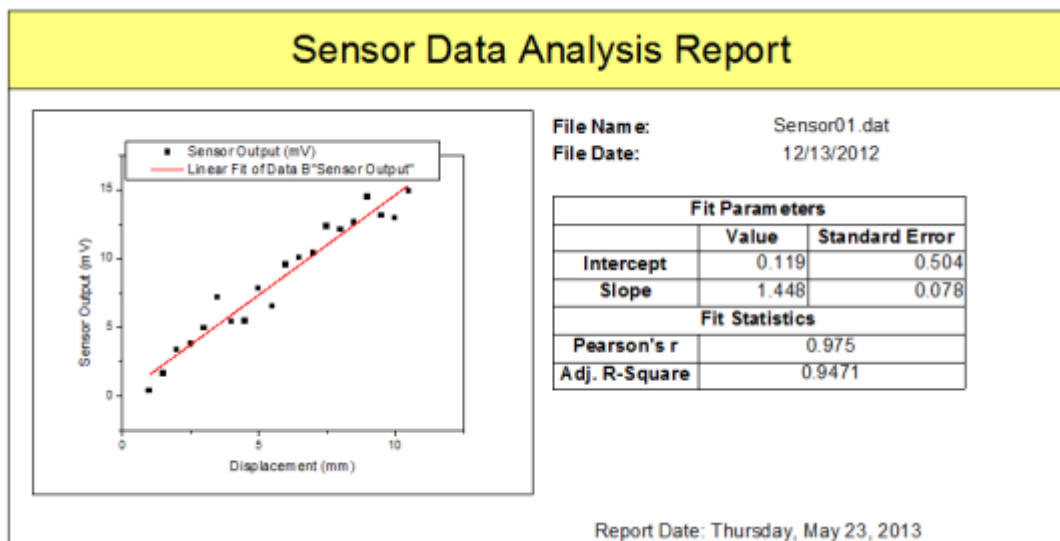 Sensor Data Analysis Report
Sensor Output (mV)
Linear Fit of Data B"Sensor Output"
15
10
5
0
Sensor Output (mV)
0 5 10
Displacement (mm)
File Name: Sensor01.dat
File Date: 12/13/2012
Fit Parameters
Value Standard Error
Intercept 0.119 0.504
Slope 1.448 0.078
Fit Statistics
Pearson's r 0.975
Adj. R-Square 0.9471
Report Date: Thursday, May 23, 2013